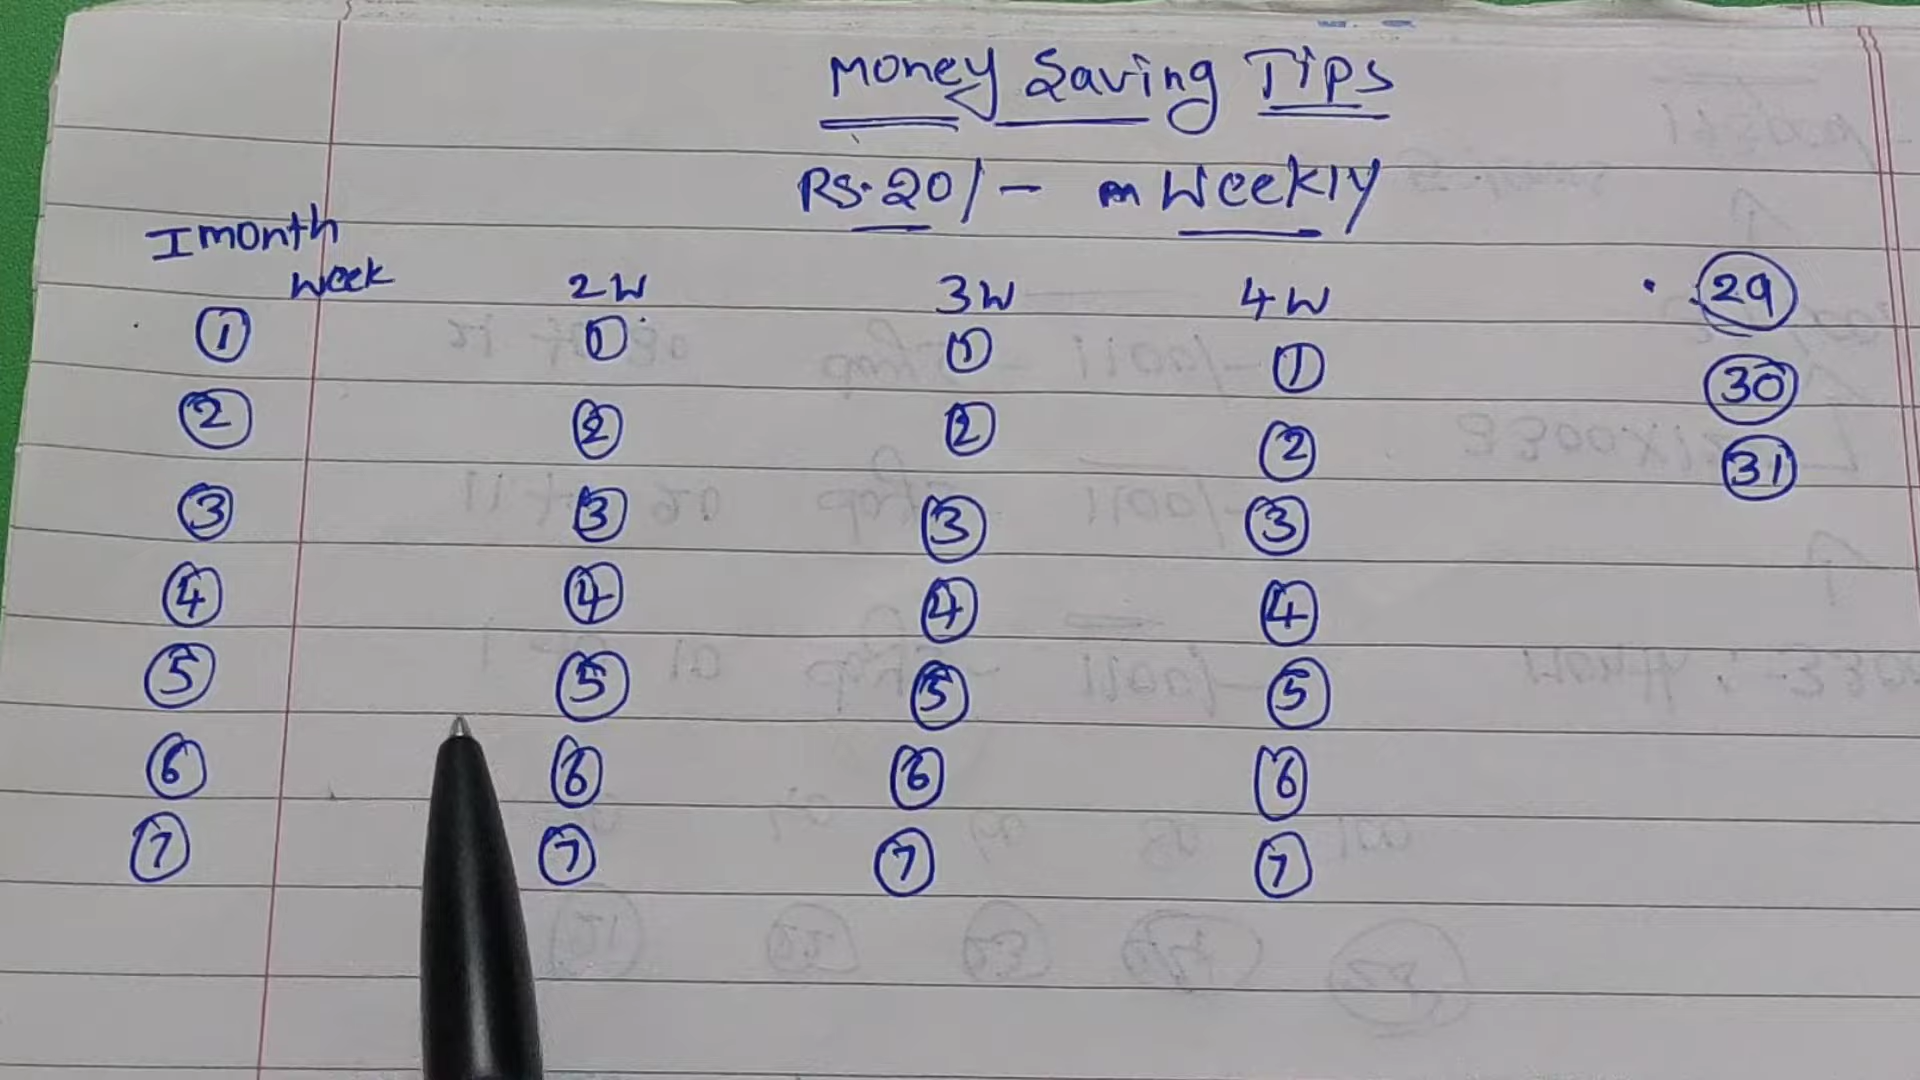 Money Saving Tips
Rs.20/- Weekly
I month
week 2W 3W 4W 29
1 1 1 1 30
2 2 2 2 31
3 3 3 3
4 4 4 4
5 5 5 5
6 6 6 6
7 7 7 7